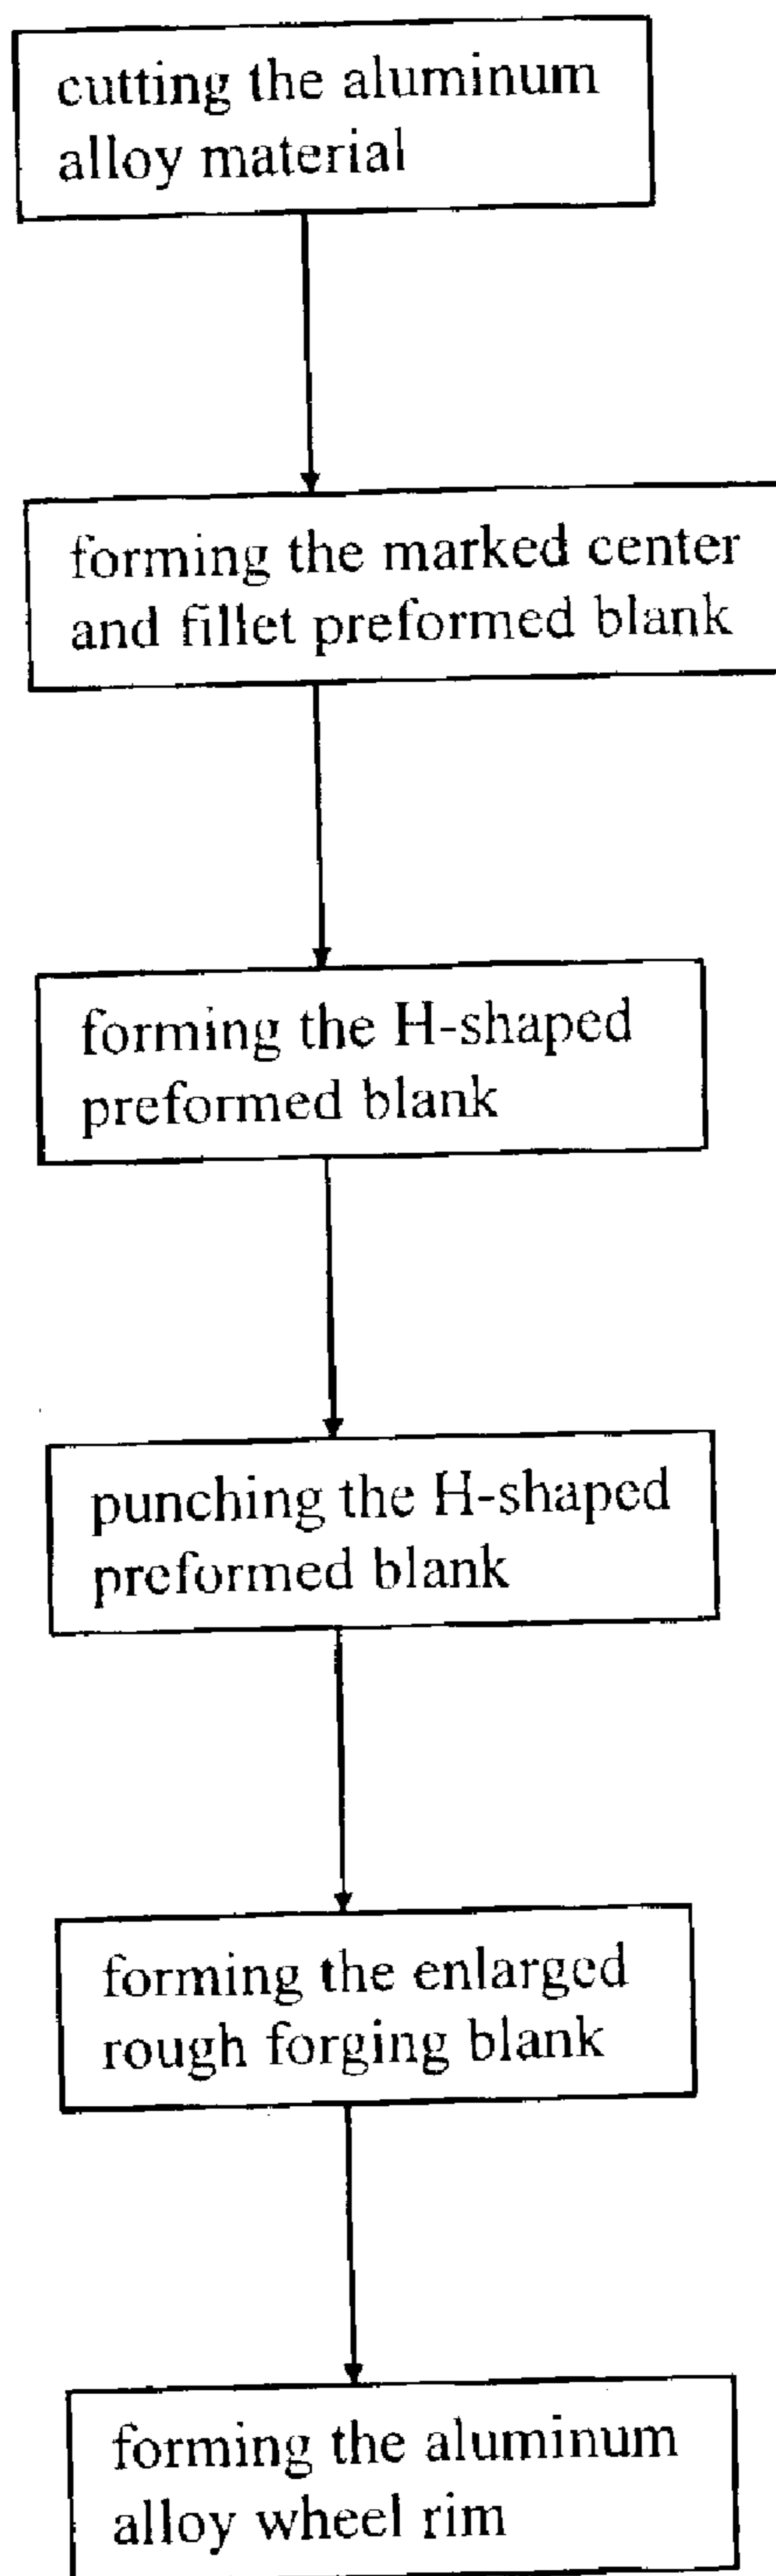 cutting the aluminum
alloy material
forming the marked center
and fillet preformed blank
forming the H-shaped
preformed blank
punching the H-shaped
preformed blank
forming the enlarged
rough forging blank
forming the aluminum
alloy wheel rim